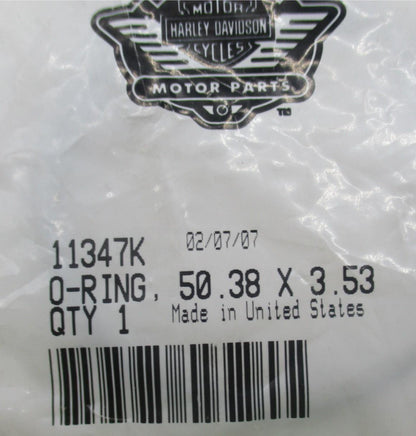 MOTOR
HARLEY-DAVIDSON
CYCLES
MOTOR PARTS
TM
11347K 02/07/07
O-RING, 50.38 X 3.53
QTY 1 Made in United States